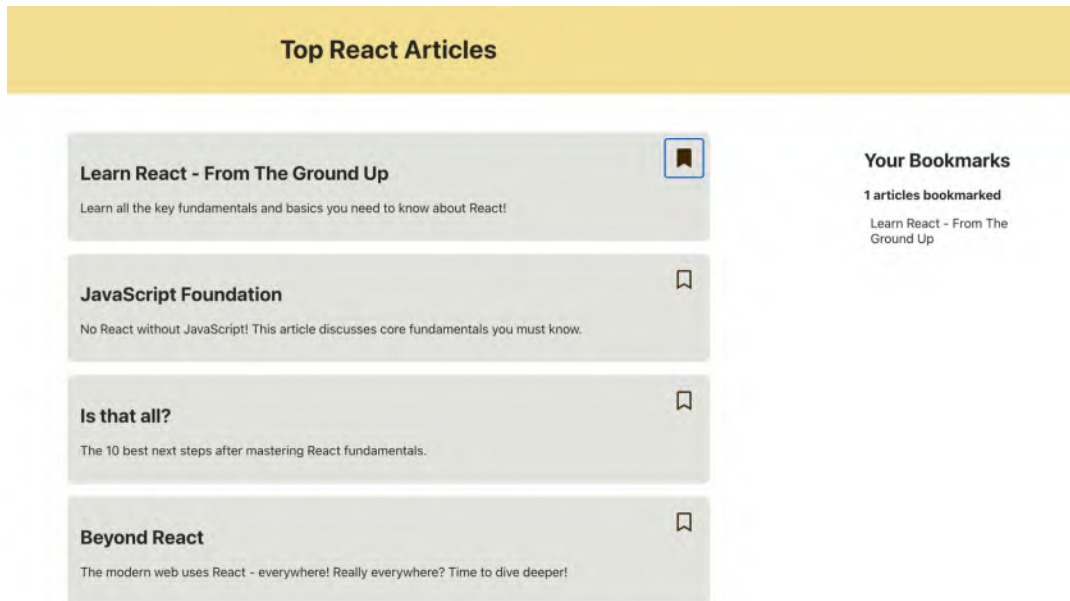 Top React Articles
Learn React - From The Ground Up
Learn all the key fundamentals and basics you need to know about React!
JavaScript Foundation
No React without JavaScript! This article discusses core fundamentals you must know.
Is that all?
The 10 best next steps after mastering React fundamentals.
Beyond React
The modern web uses React - everywhere! Really everywhere? Time to dive deeper!
Your Bookmarks
1 articles bookmarked
Learn React - From The
Ground Up